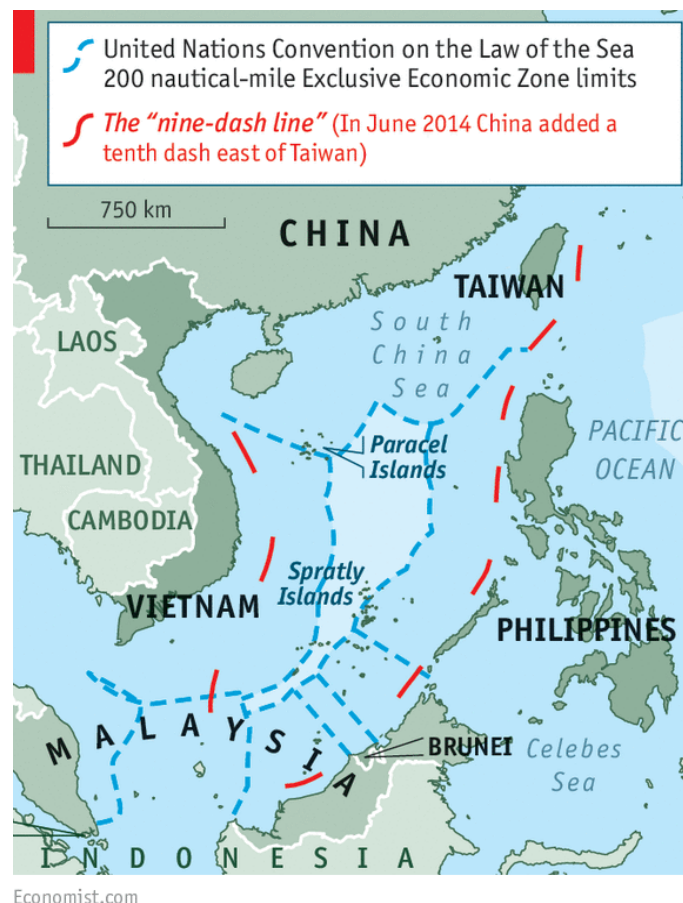 United Nations Convention on the Law of the Sea
200 nautical-mile Exclusive Economic Zone limits
The “nine-dash line” (In June 2014 China added a
tenth dash east of Taiwan)
750 km
CHINA
TAIWAN
South
China
Sea
LAOS
PACIFIC
OCEAN
Paracel
Islands
THAILAND
CAMBODIA
Spratly
Islands
VIETNAM
PHILIPPINES
MALAYSIA
BRUNEI
Celebes
Sea
INDONESIA
Economist.com